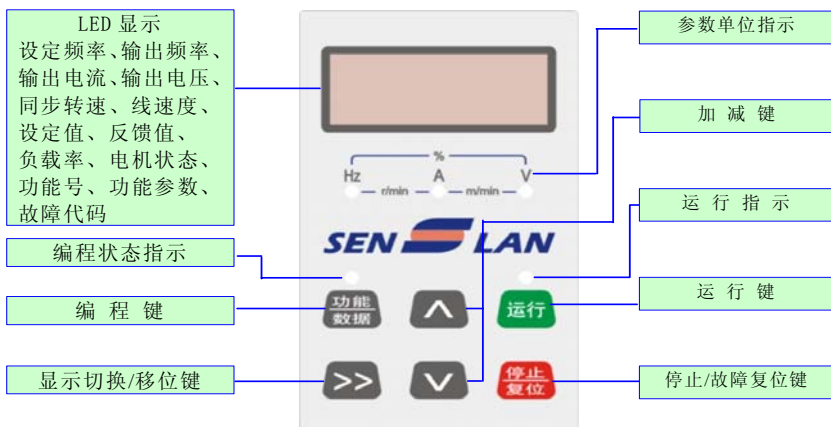 LED 显示
设定频率、输出频率、
输出电流、输出电压、
同步转速、线速度、
设定值、反馈值、
负载率、电机状态、
功能号、功能参数、
故障代码
编程状态指示
编 程 键
显示切换/移位键
%
Hz A V
r/min m/min
SEN LAN
功能
数据
运行
>>
停止
复位
参数单位指示
加 减 键
运 行 指 示
运 行 键
停止/故障复位键